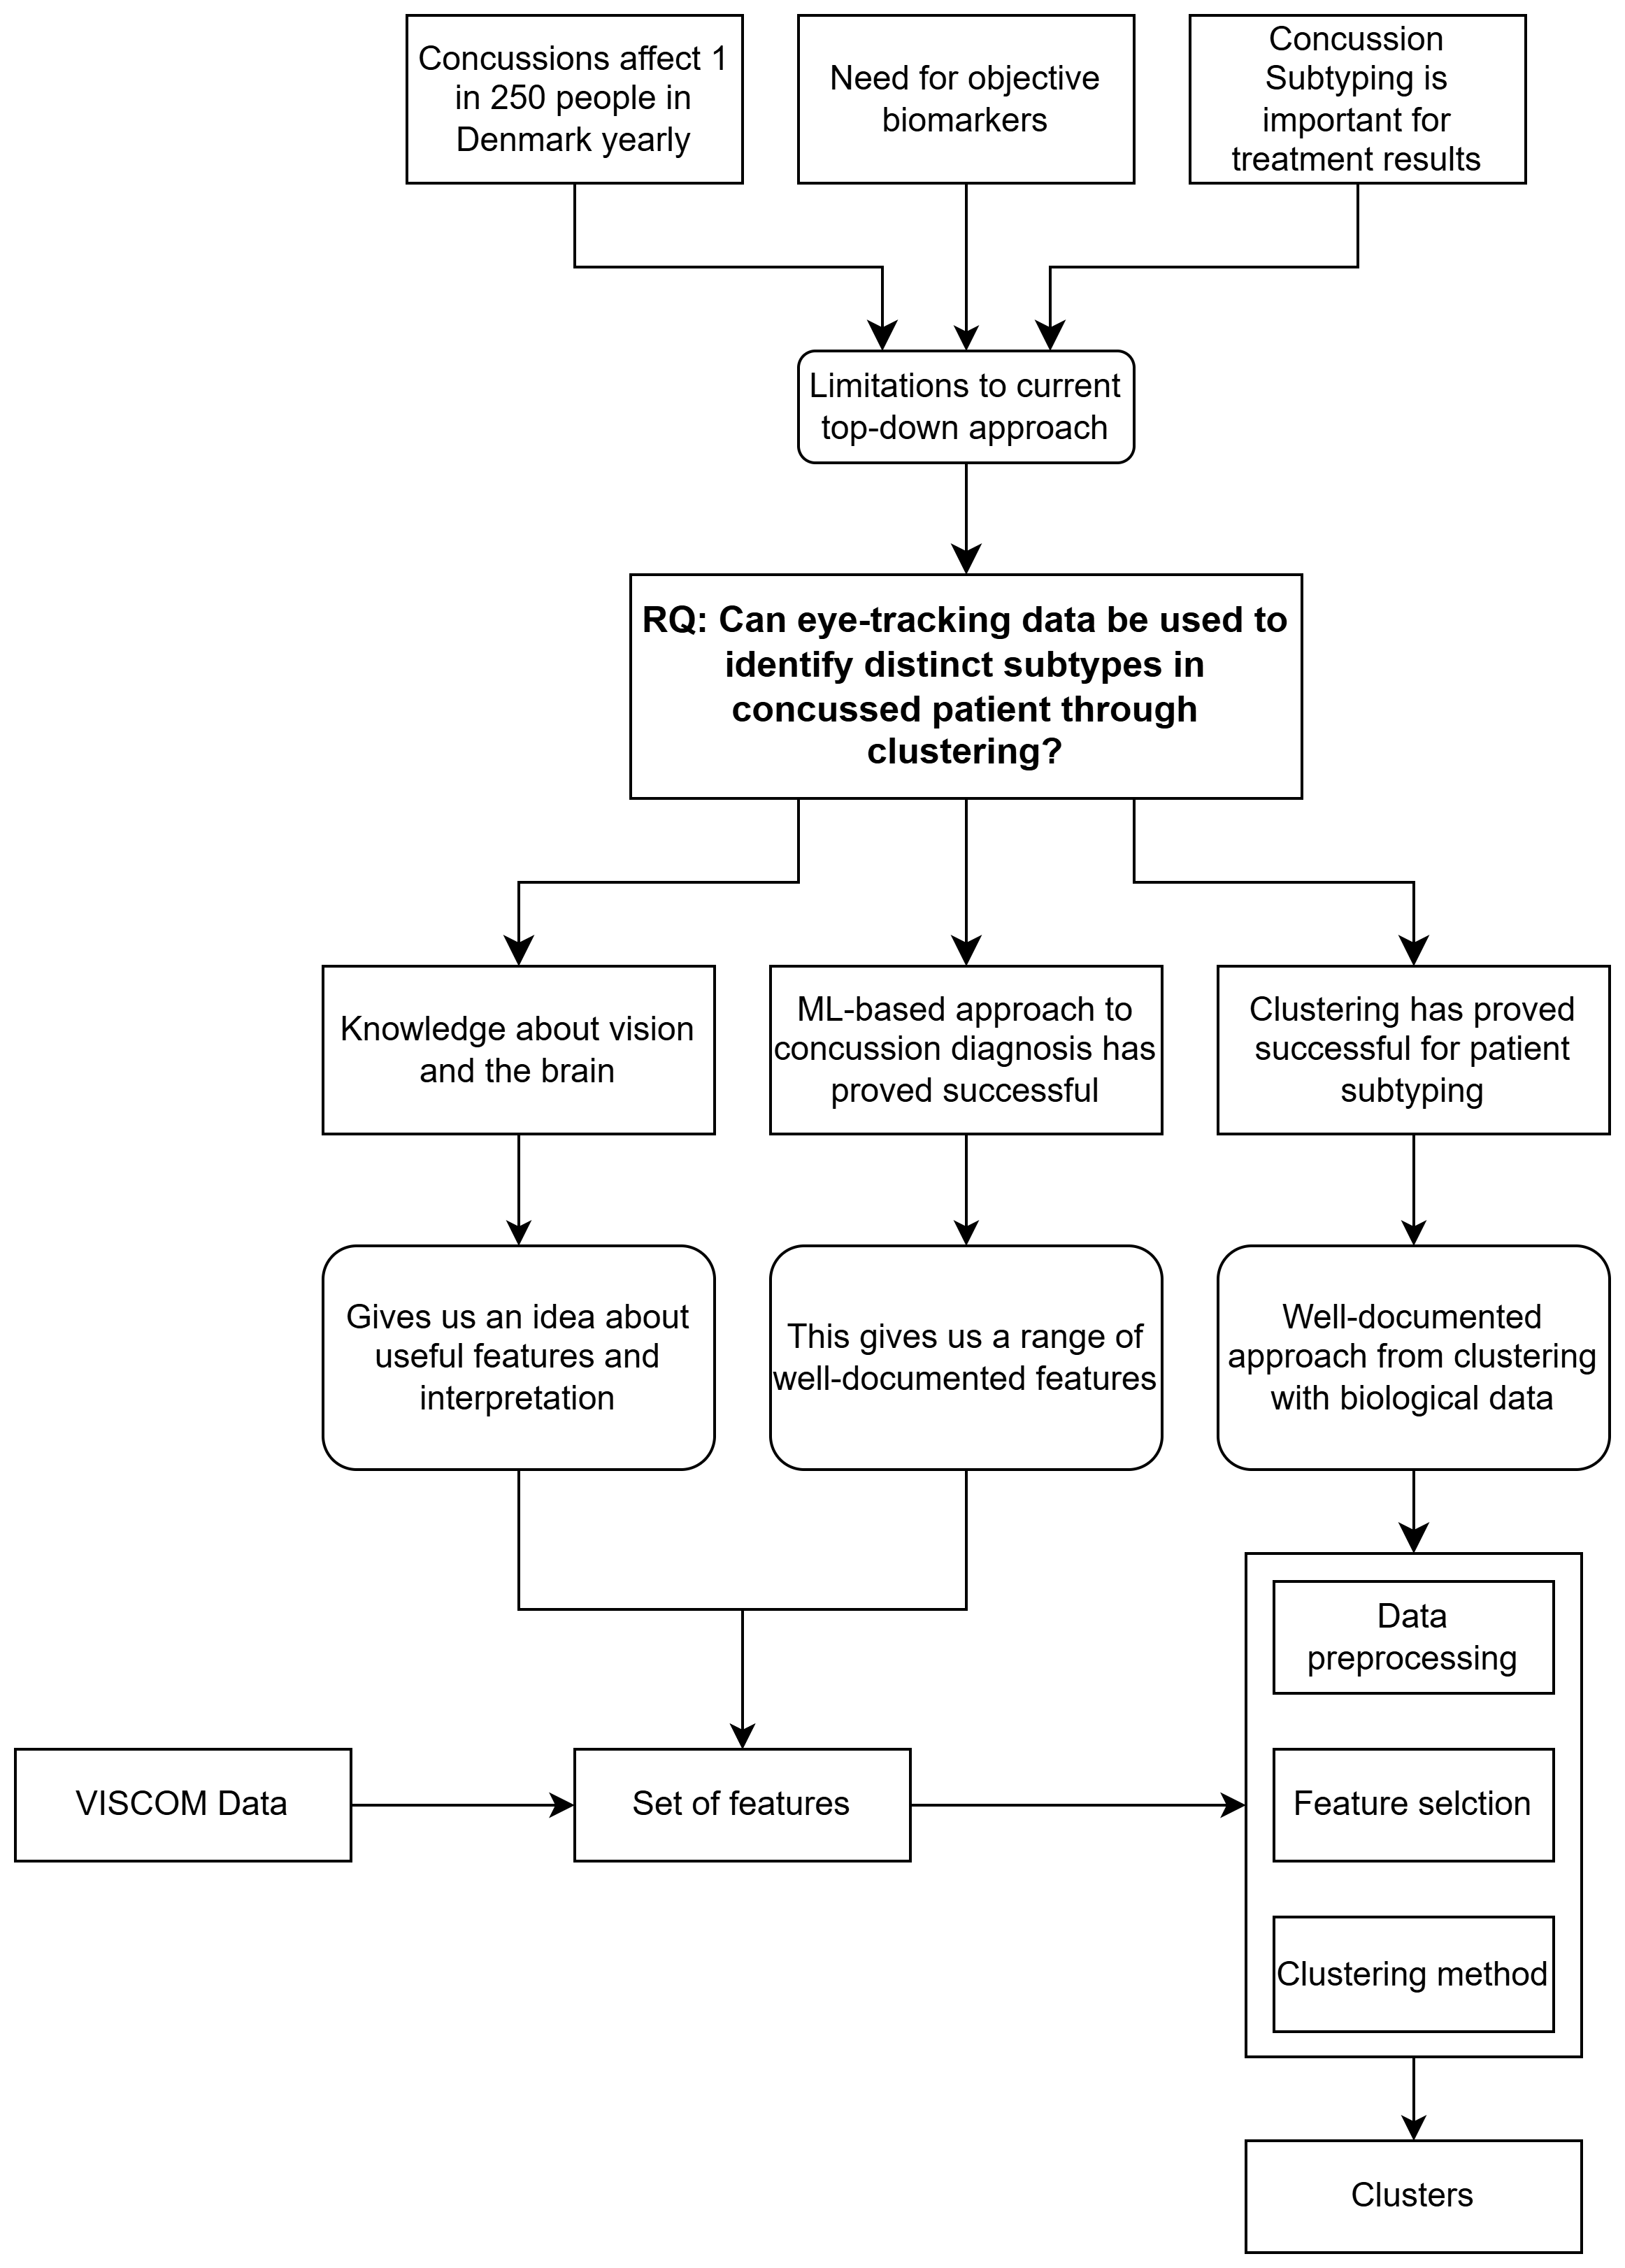 Concussions affect 1
in 250 people in
Denmark yearly
Need for objective
biomarkers
Concussion
Subtyping is
important for
treatment results
Limitations to current
top-down approach
RQ: Can eye-tracking data be used to
identify distinct subtypes in
concussed patient through
clustering?
Knowledge about vision
and the brain
ML-based approach to
concussion diagnosis has
proved successful
Clustering has proved
successful for patient
subtyping
Gives us an idea about
useful features and
interpretation
This gives us a range of
well-documented features
Well-documented
approach from clustering
with biological data
Data
preprocessing
VISCOM Data
Set of features
Feature selction
Clustering method
Clusters